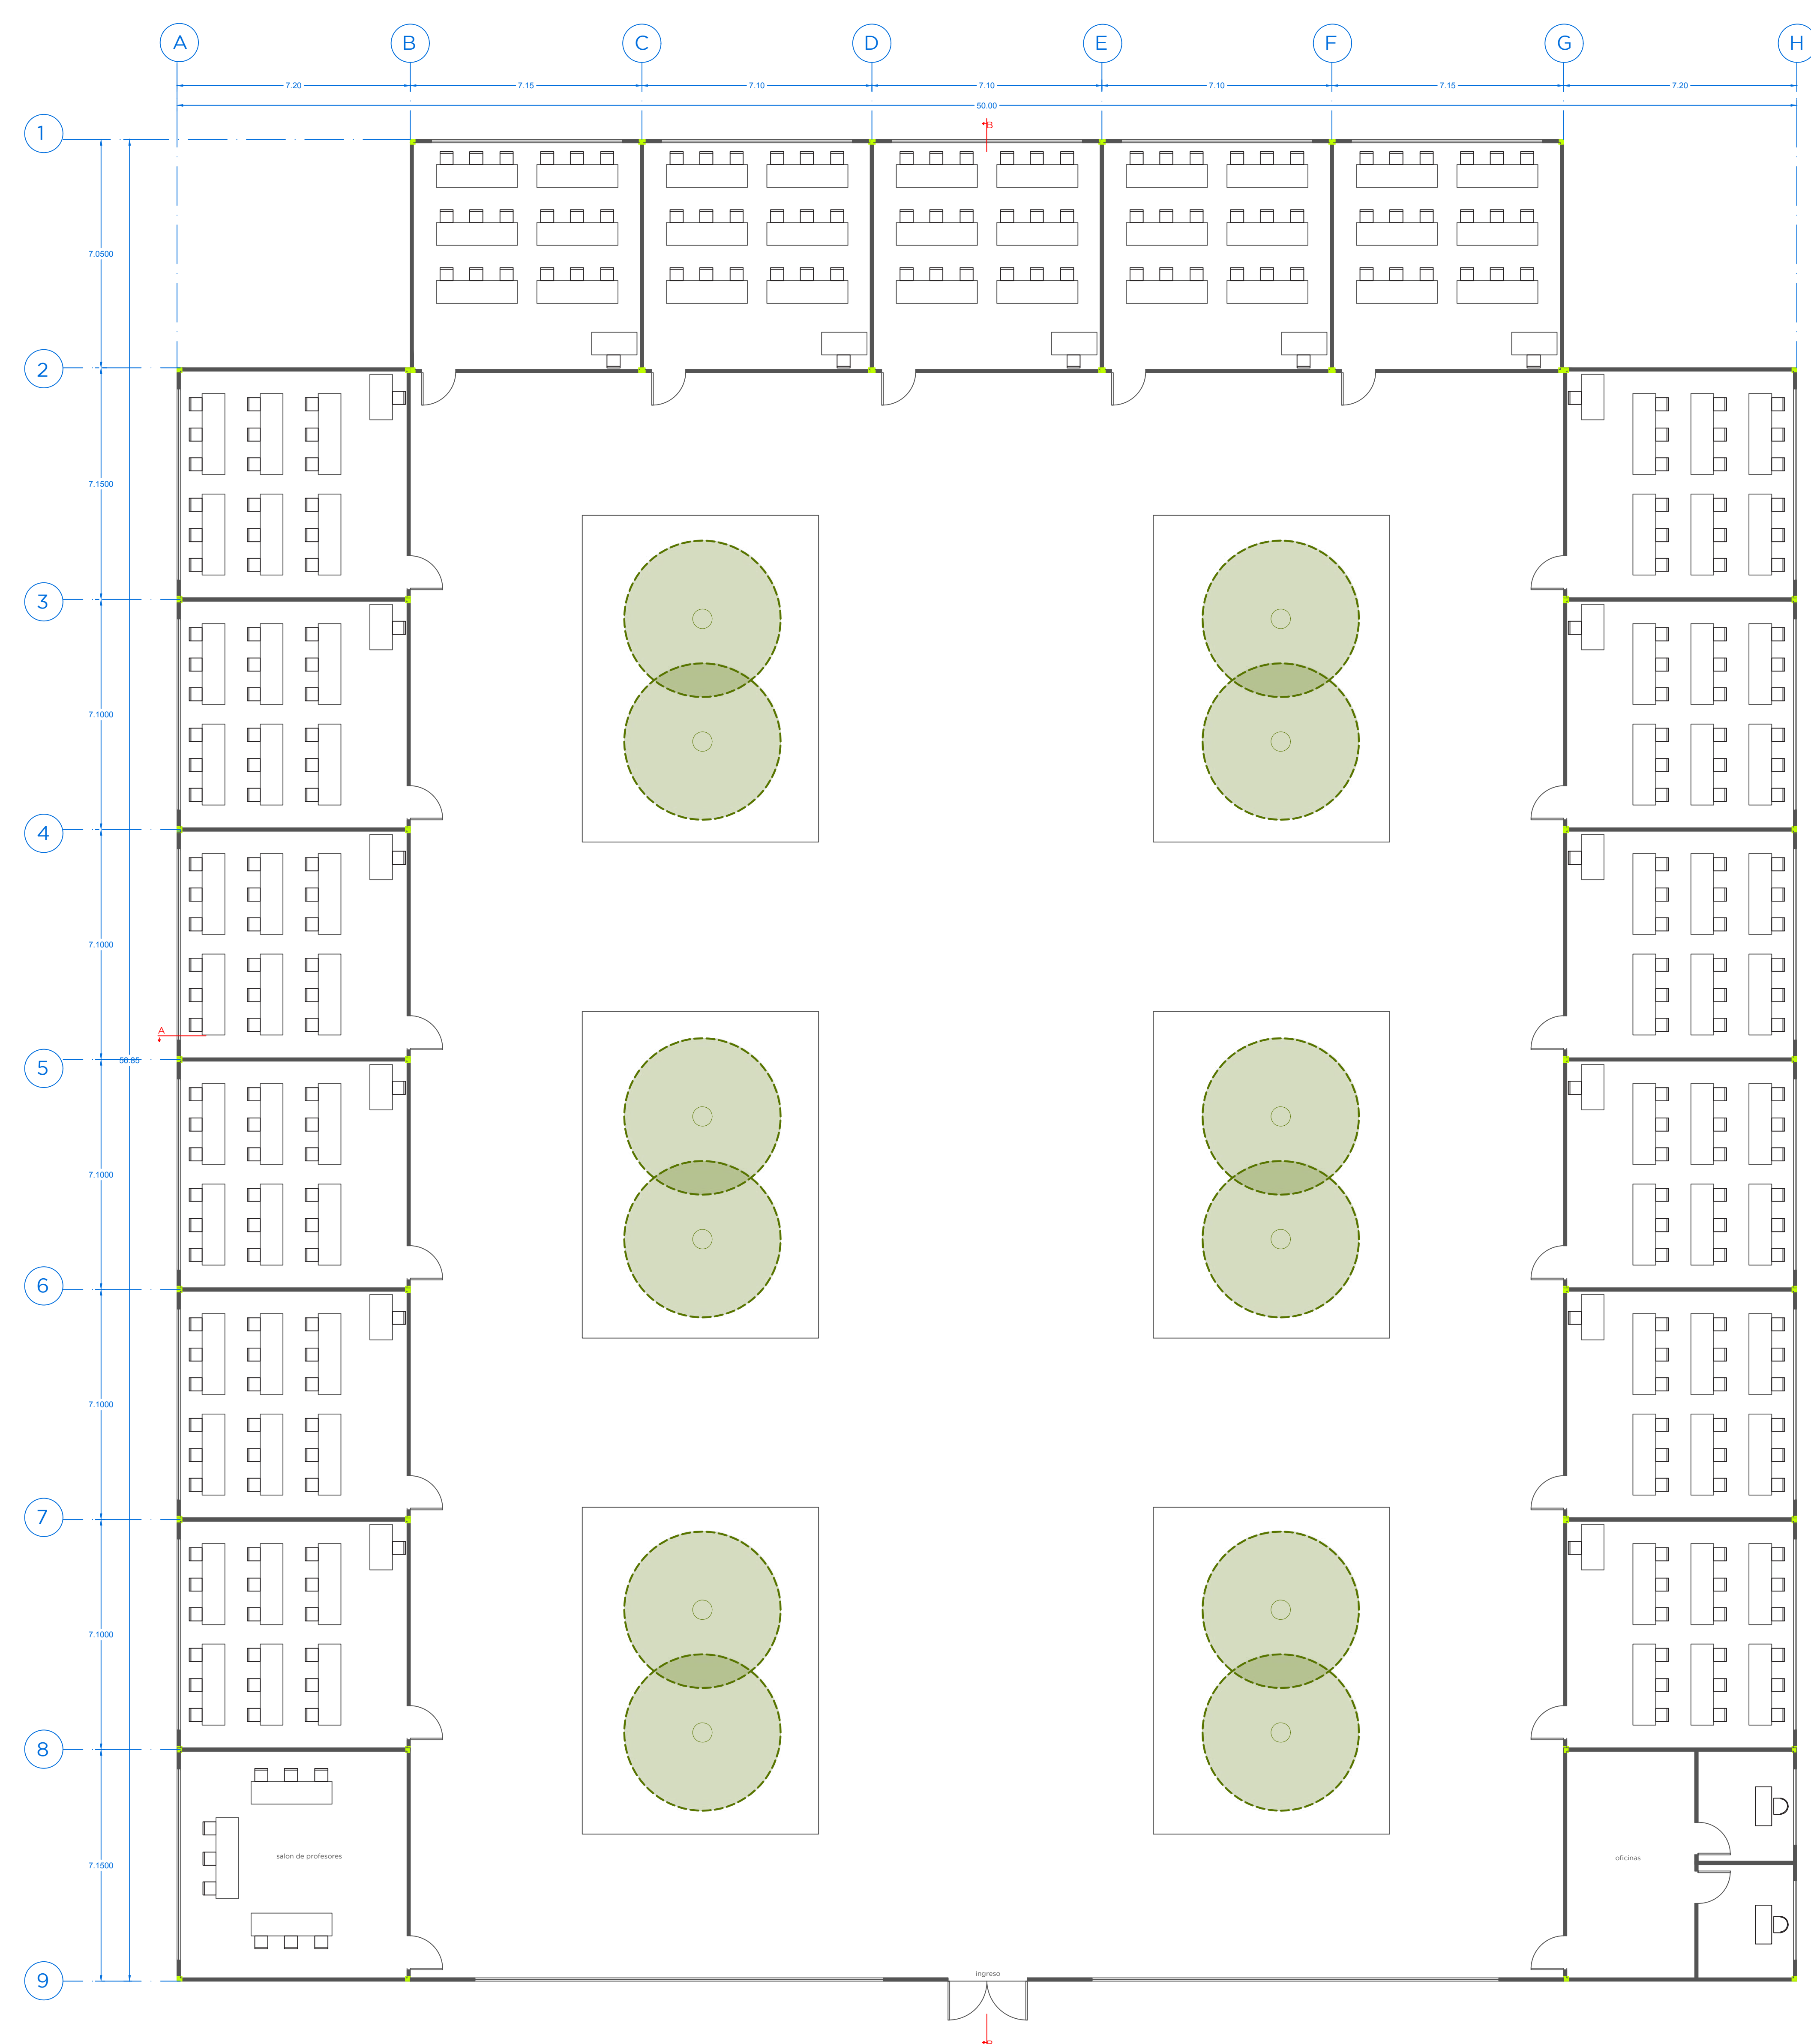 A B C D E F G H
7.20 7.15 7.10 7.10 7.10 7.15 7.20
50.00
B
1
7.0500
2
7.1500
3
7.1000
4
7.1000
A
5
56.85
7.1000
6
7.1000
7
7.1000
8
salon de profesores
oficinas
7.1500
ingreso
9
B